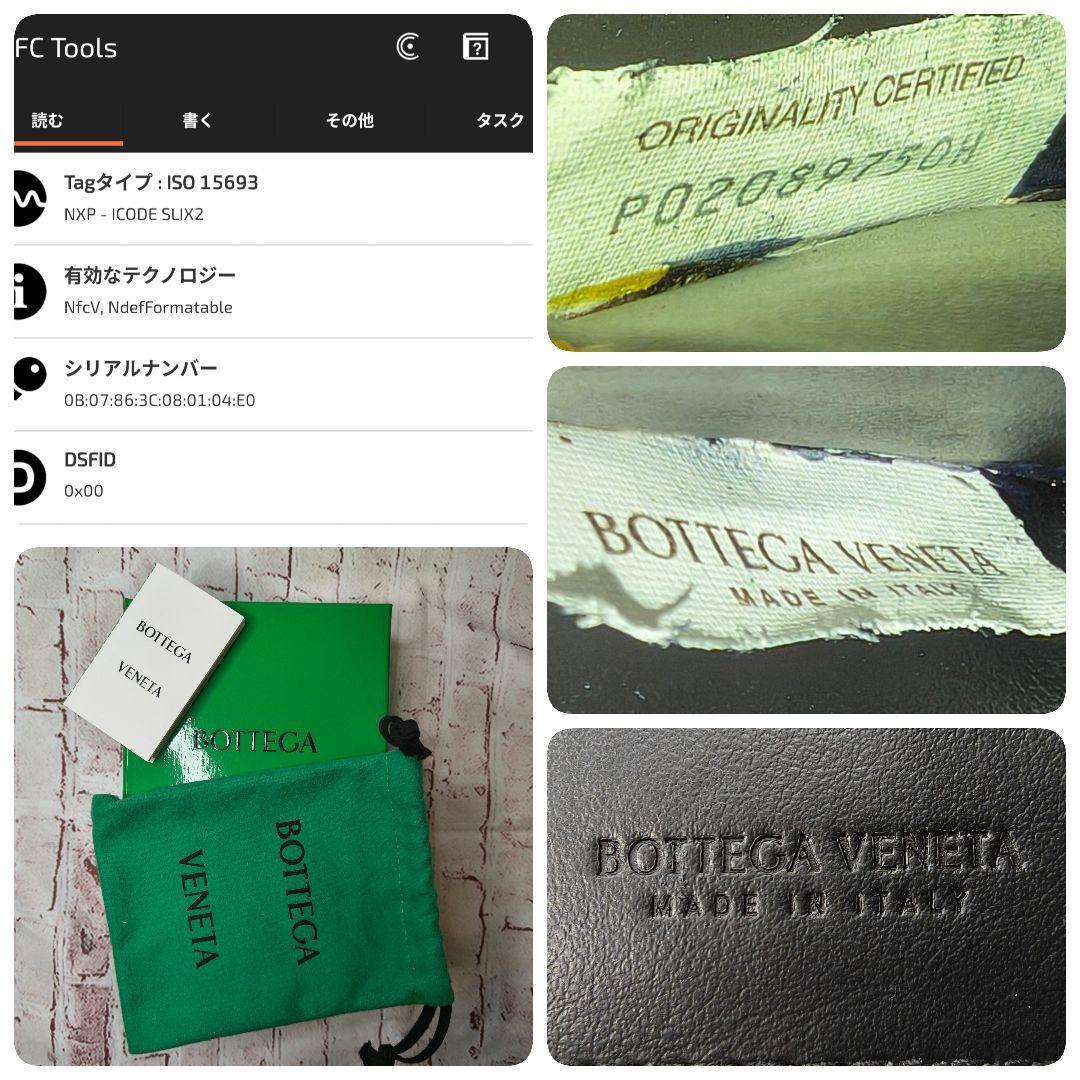 FC Tools
読む 書く その他 タスク
Tagタイプ : ISO 15693
NXP - ICODE SLIX2
有効なテクノロジー
NfcV, NdefFormatable
シリアルナンバー
0B:07:86:3C:08:01:04:E0
DSFID
0x00
ORIGINALITY CERTIFIED
P02089750H
BOTTEGA VENETA
MADE IN ITALY
BOTTEGA
VENETA
BOTTEGA
BOTTEGA
VENETA
BOTTEGA VENETA
MADE IN ITALY